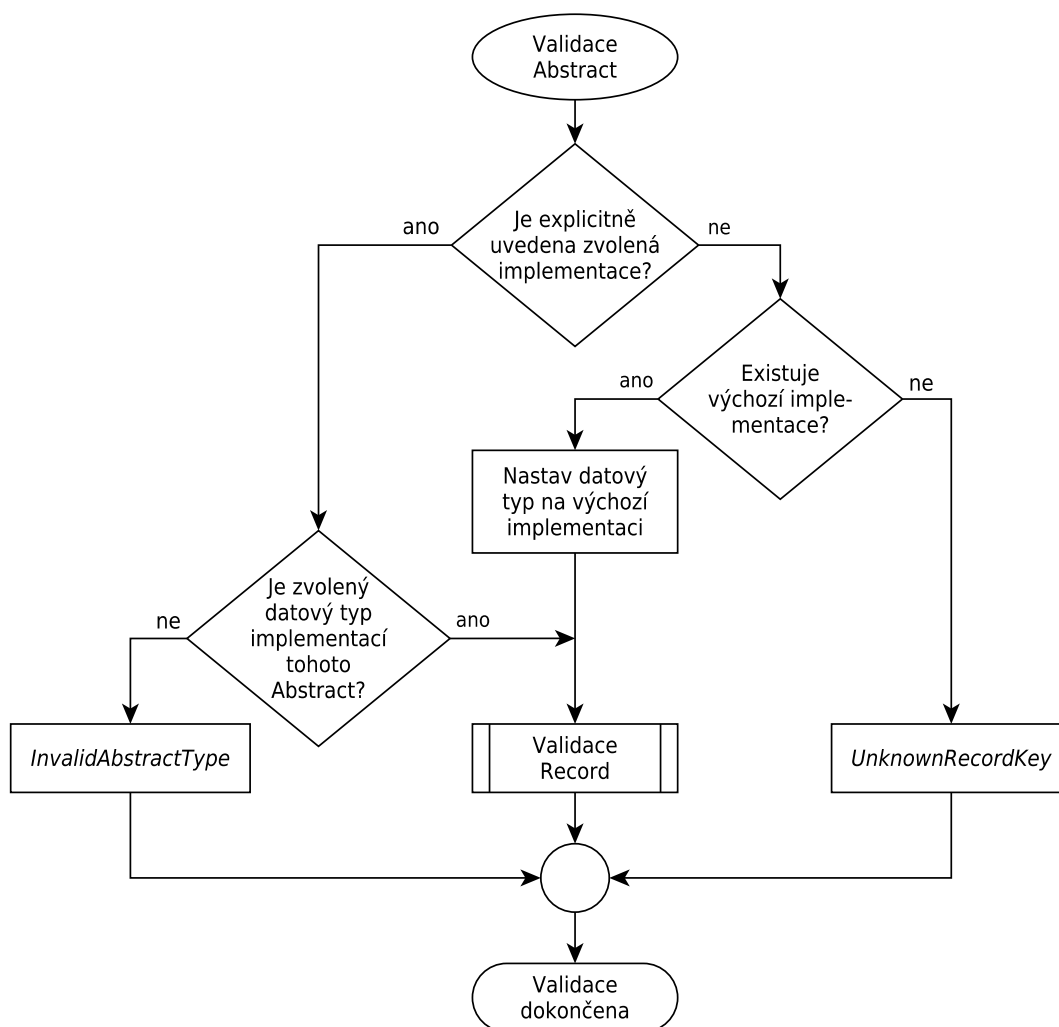 Validace
Abstract
Je explicitně
uvedena zvolená
implementace?
ano
ne
Existuje
výchozí imple-
mentace?
ano
ne
Nastav datový
typ na výchozí
implementaci
Je zvolený
datový typ
implementací
tohoto
Abstract?
ne
ano
InvalidAbstractType
Validace
Record
UnknownRecordKey
Validace
dokončena